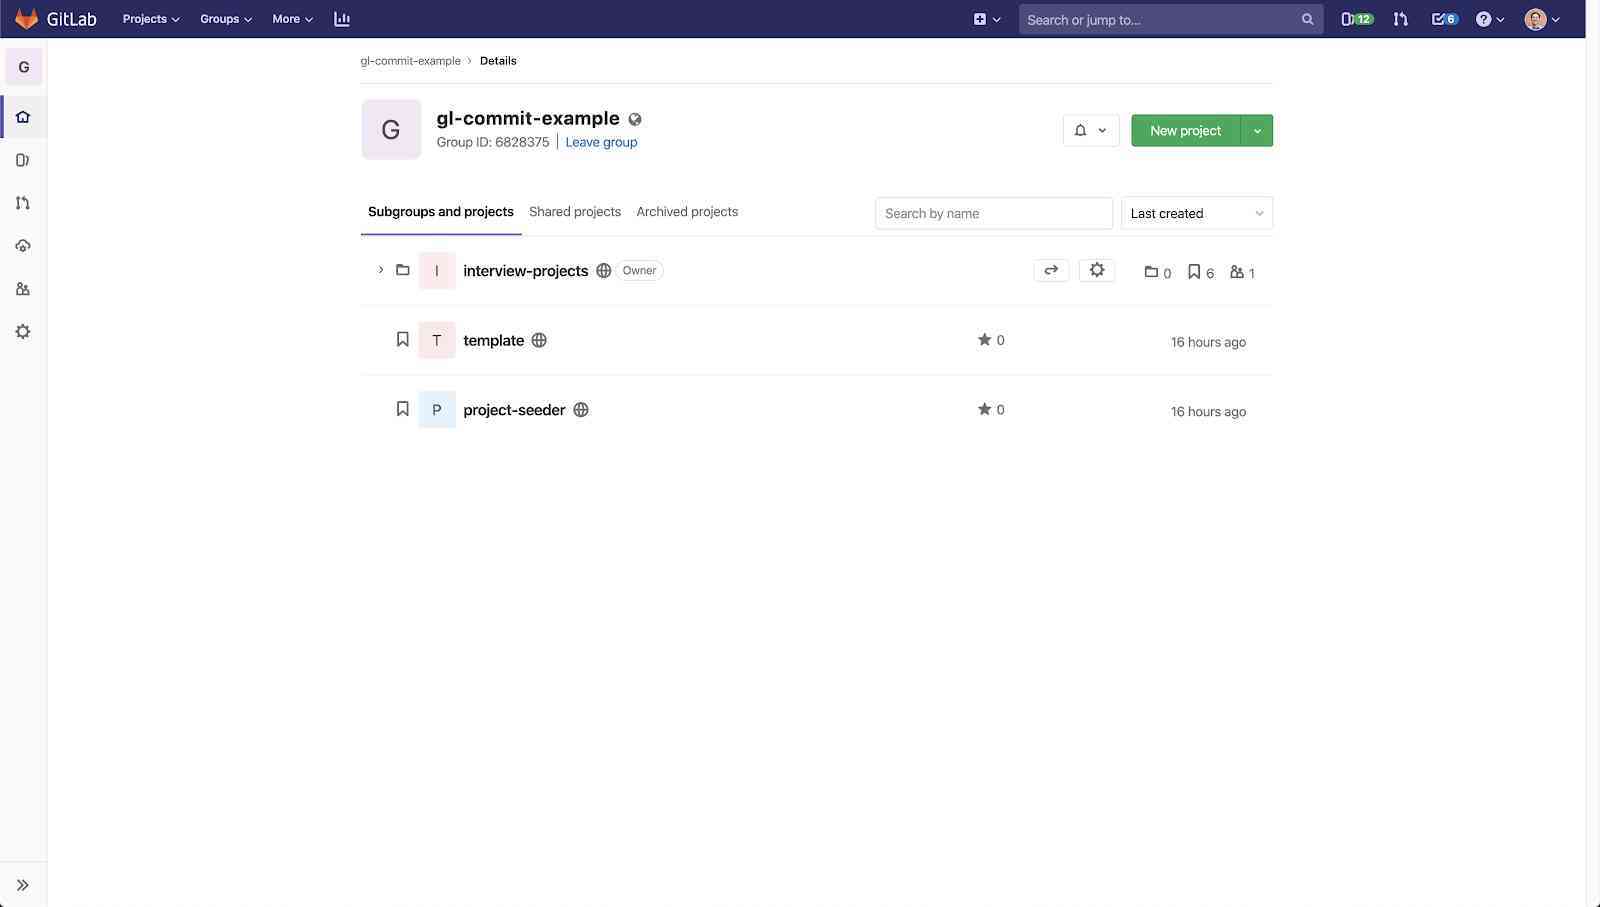 GitLab Projects Groups More Search or jump to... 12 6
G
gl-commit-example › Details
G
gl-commit-example
Group ID: 6828375 | Leave group
New project
Subgroups and projects Shared projects Archived projects Search by name Last created
I interview-projects Owner 0 6 1
T template 0 16 hours ago
P project-seeder 0 16 hours ago